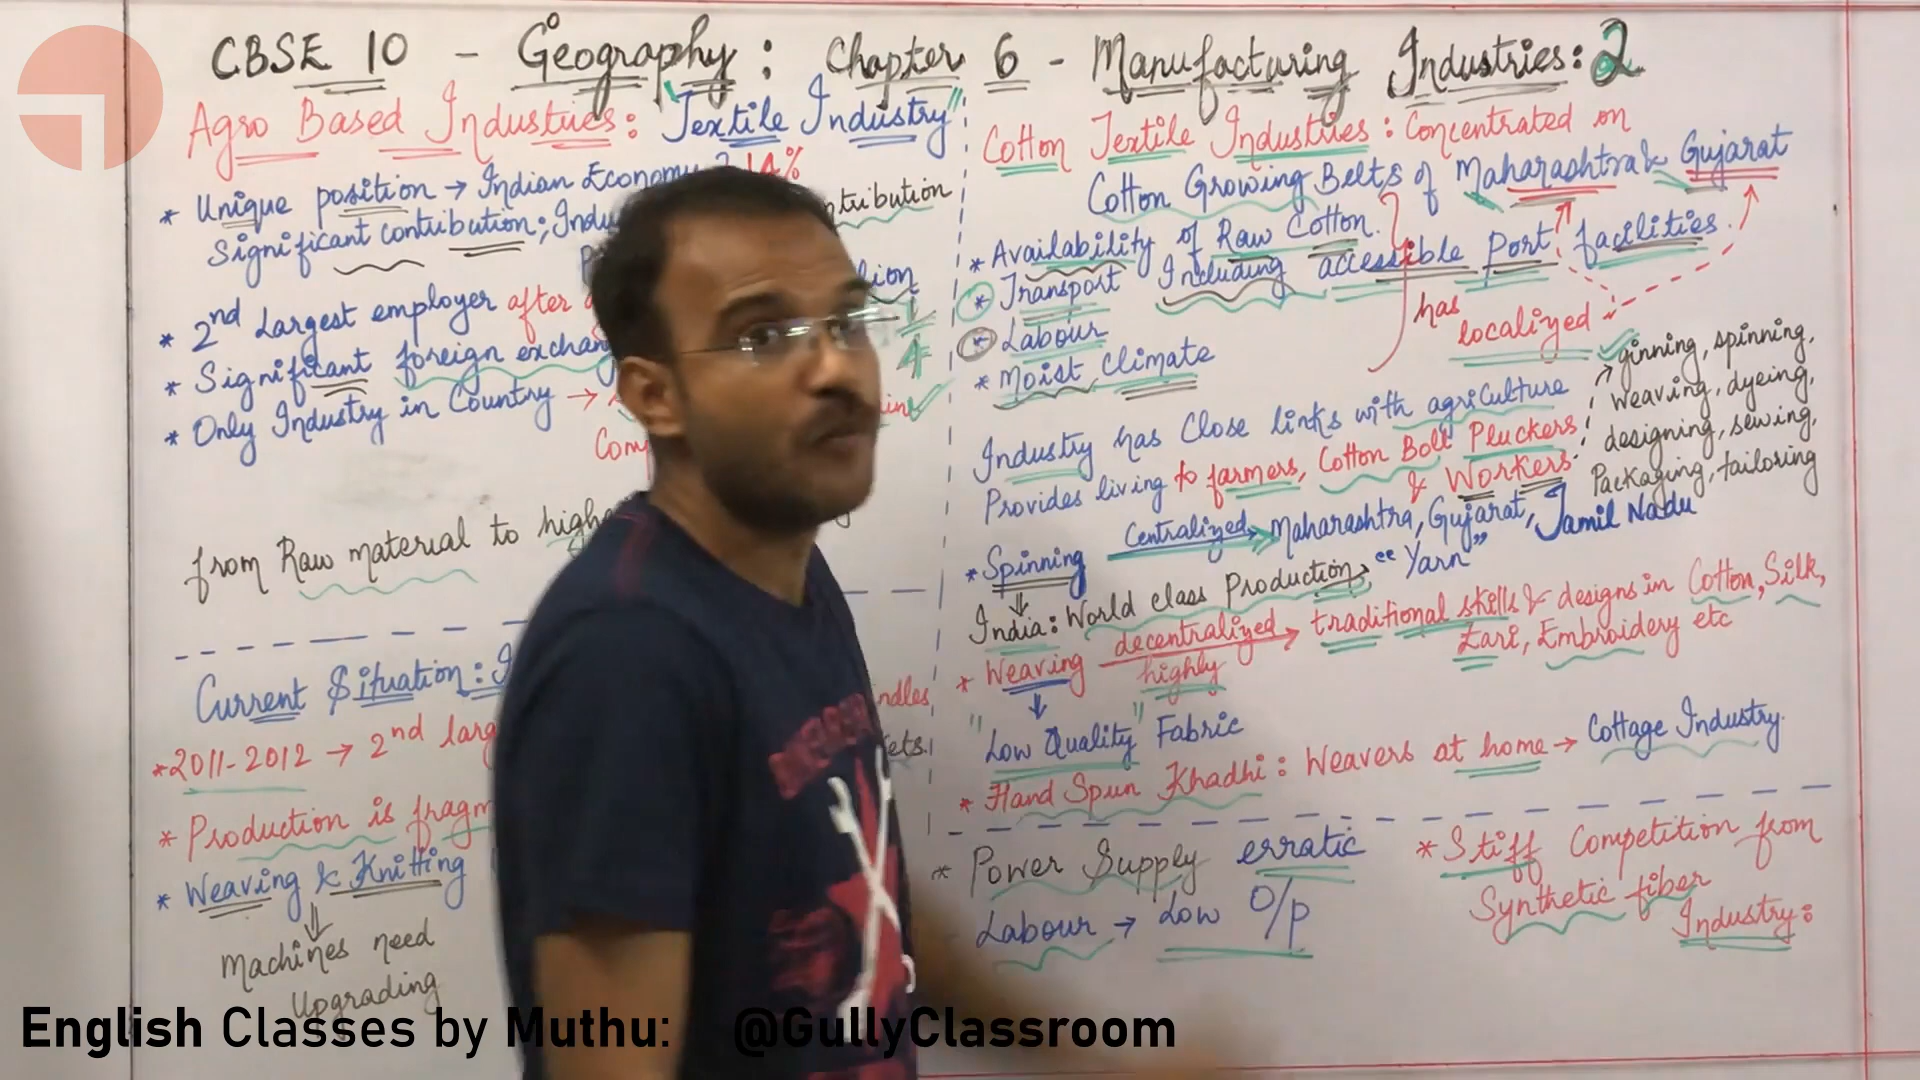 CBSE 10 - Geography: Chapter 6 - Manufacturing Industries: 2
Agro Based Industries: "Textile Industry"
* Unique position → Indian Economy 14%
Significant contribution; contribution
* 2nd Largest employer after
* Significant foreign
* Only Industry in Country →
from Raw material to
Current Situation:
* 2011-2012 → 2nd
* Production is
* Weaving & Knitting
Machines need
Upgrading
Cotton Textile Industries: Concentrated on
Cotton Growing Belts of Maharashtra & Gujarat
* Availability of Raw Cotton.
* Transport Including accessible Port facilities.
* Labour
* Moist Climate
has
localized
Industry has Close links with agriculture
Provides living to farmers, Cotton Boll Pluckers
& Workers.
ginning, spinning,
weaving, dyeing,
designing, sewing,
Packaging, tailoring
* Spinning Centralized → Maharashtra, Gujarat, Tamil Nadu
India: World class Production, "Yarn"
* Weaving decentralized → traditional skills & designs in Cotton, Silk,
highly
Zari, Embroidery etc
"Low Quality" Fabric
* Hand Spun Khadhi: Weavers at home → Cottage Industry.
* Power Supply erratic
Labour → Low O/p
* Stiff Competition from
Synthetic fiber
Industry:
English Classes by Muthu: @GullyClassroom